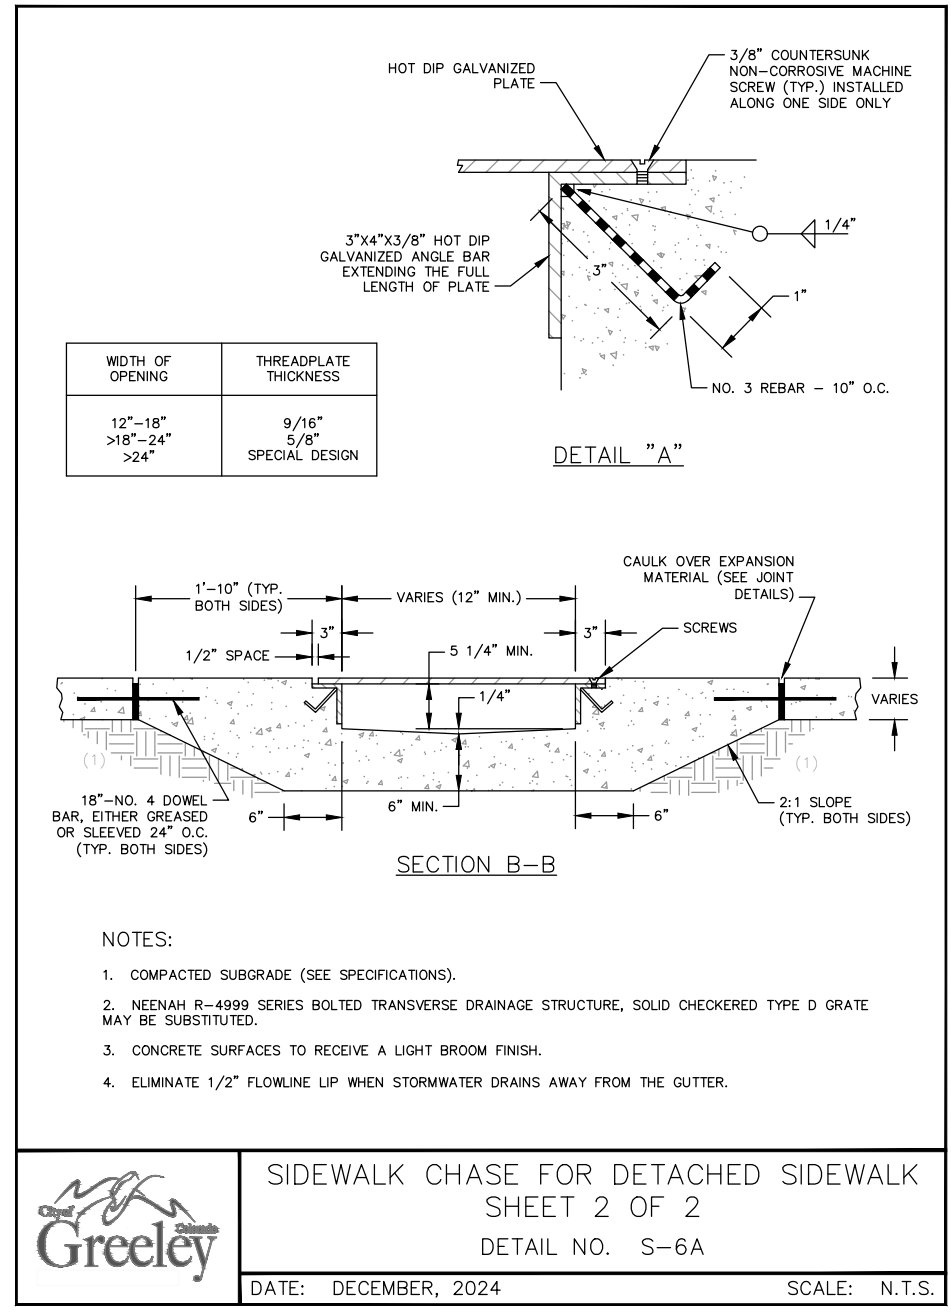 HOT DIP GALVANIZED
PLATE
3/8" COUNTERSUNK
NON-CORROSIVE MACHINE
SCREW (TYP.) INSTALLED
ALONG ONE SIDE ONLY
1/4"
3"X4"X3/8" HOT DIP
GALVANIZED ANGLE BAR
EXTENDING THE FULL
LENGTH OF PLATE
3"
1"
NO. 3 REBAR - 10" O.C.
DETAIL "A"
WIDTH OF
OPENING
THREADPLATE
THICKNESS
12"-18"
9/16"
>18"-24"
5/8"
>24"
SPECIAL DESIGN
CAULK OVER EXPANSION
MATERIAL (SEE JOINT
DETAILS)
1'-10" (TYP.
BOTH SIDES)
VARIES (12" MIN.)
3"
3"
SCREWS
1/2" SPACE
5 1/4" MIN.
1/4"
VARIES
(1)
(1)
18"-NO. 4 DOWEL
BAR, EITHER GREASED
OR SLEEVED 24" O.C.
(TYP. BOTH SIDES)
6"
6" MIN.
6"
2:1 SLOPE
(TYP. BOTH SIDES)
SECTION B-B
NOTES:
1. COMPACTED SUBGRADE (SEE SPECIFICATIONS).
2. NEENAH R-4999 SERIES BOLTED TRANSVERSE DRAINAGE STRUCTURE, SOLID CHECKERED TYPE D GRATE
MAY BE SUBSTITUTED.
3. CONCRETE SURFACES TO RECEIVE A LIGHT BROOM FINISH.
4. ELIMINATE 1/2" FLOWLINE LIP WHEN STORMWATER DRAINS AWAY FROM THE GUTTER.
City of
Colorado
Greeley
SIDEWALK CHASE FOR DETACHED SIDEWALK
SHEET 2 OF 2
DETAIL NO. S-6A
DATE: DECEMBER, 2024
SCALE: N.T.S.